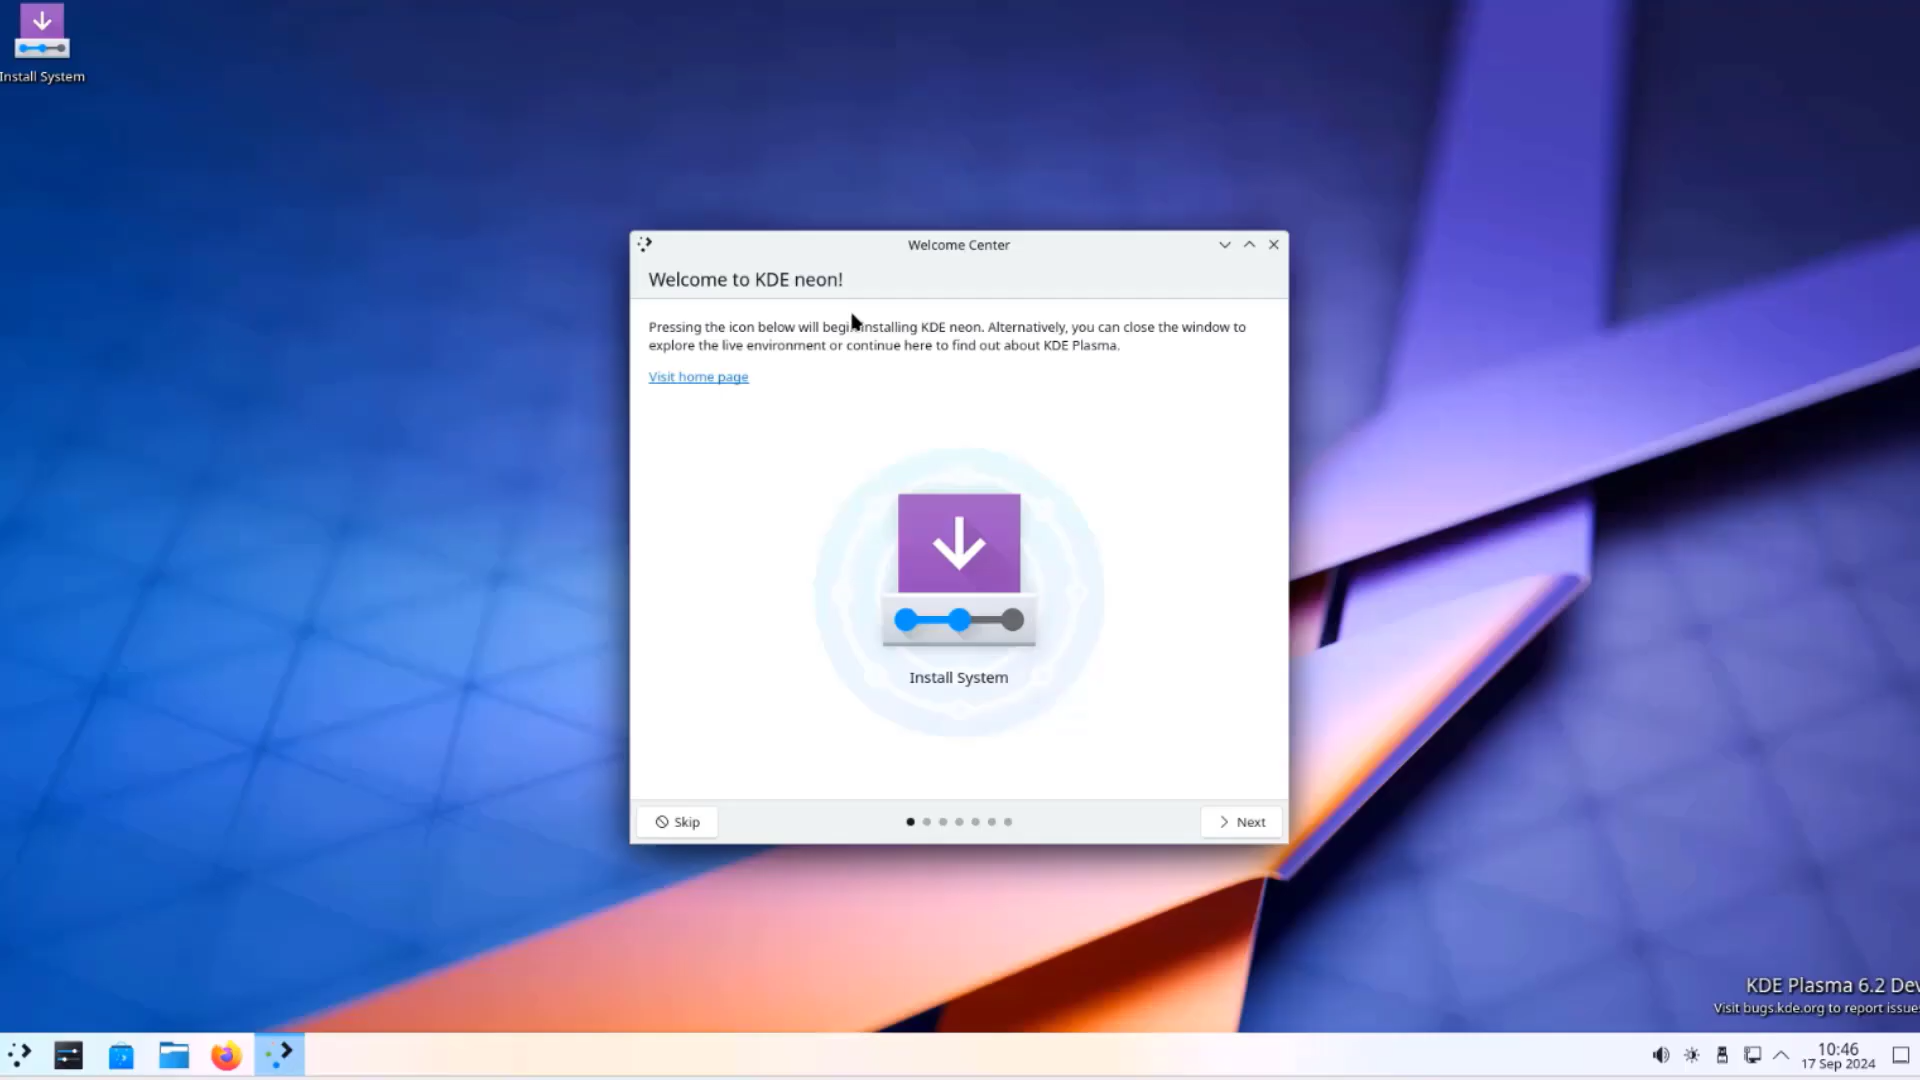 Install System
Welcome Center
Welcome to KDE neon!
Pressing the icon below will begin installing KDE neon. Alternatively, you can close the window to
explore the live environment or continue here to find out about KDE Plasma.
Visit home page
Install System
Skip
Next
KDE Plasma 6.2 Dev
Visit bugs.kde.org to report issues
10:46
17 Sep 2024